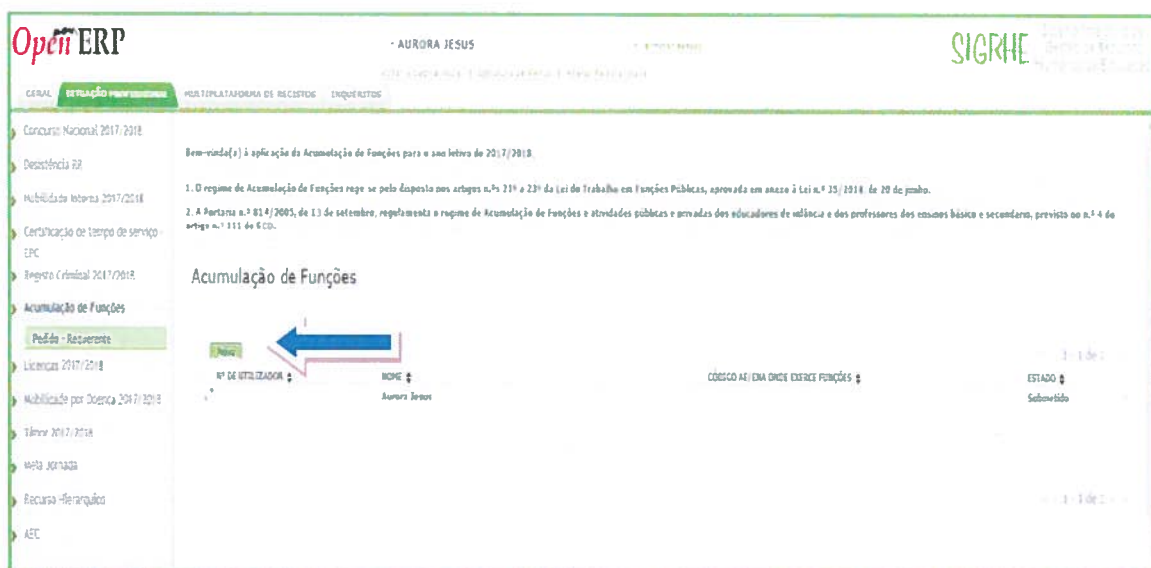 Open ERP
- AURORA JESUS
SIGRHE
GERAL
SITUAÇÃO PROFISSIONAL
MULTIPLATAFORMA DE REGISTOS
INQUÉRITOS
Concurso Nacional 2017/2018
Desistência RR
Mobilidade Interna 2017/2018
Certificação de tempo de serviço -
EPC
Registo Criminal 2017/2018
Acumulação de Funções
Pedido - Requerente
Licenças 2017/2018
Mobilidade por Doença 2017/2018
Timor 2017/2018
Meia Jornada
Recurso Hierárquico
AEC
Bem-vindo(a) à aplicação da Acumulação de Funções para o ano letivo de 2017/2018.
1. O regime de Acumulação de Funções rege se pelo disposto nos artigos n.ºs 21º a 23º da Lei do Trabalho em Funções Públicas, aprovada em anexo à Lei n.º 35/2014, de 20 de junho.
2. A Portaria n.º 814/2005, de 13 de setembro, regulamenta o regime de Acumulação de Funções e atividades públicas e privadas dos educadores de infância e dos professores dos ensinos básico e secundário, previsto no n.º 4 do
artigo n.º 111 do ECD.
Acumulação de Funções
Novo
Nº DE UTILIZADOR
NOME
CÓDIGO AE/ENA ONDE EXERCE FUNÇÕES
ESTADO
Aurora Jesus
Submetido